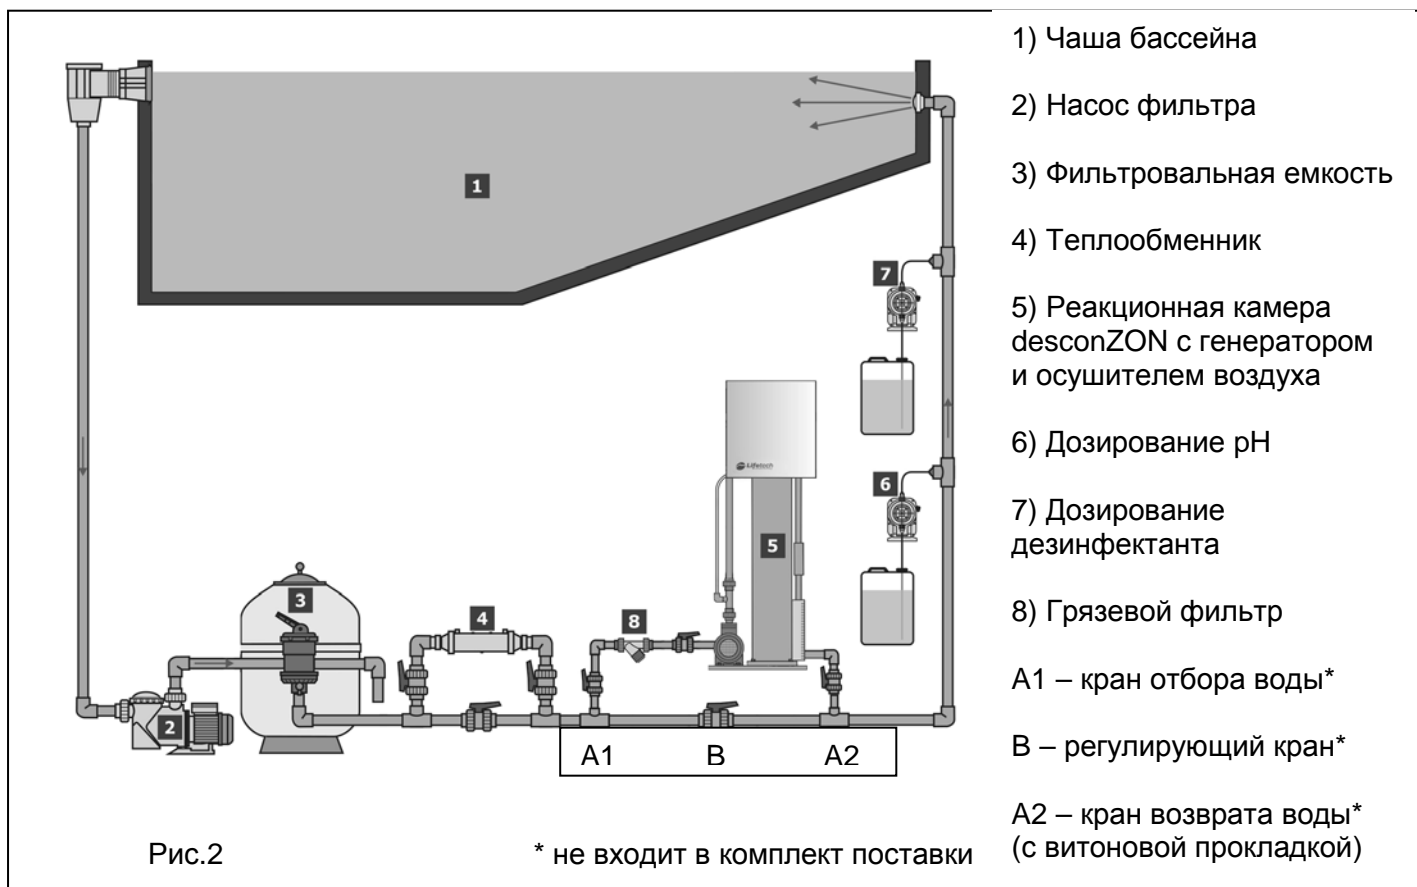 1) Чаша бассейна
2) Насос фильтра
3) Фильтровальная емкость
4) Теплообменник
5) Реакционная камера
desconZON с генератором
и осушителем воздуха
6) Дозирование pH
7) Дозирование
дезинфектанта
8) Грязевой фильтр
A1 – кран отбора воды*
B – регулирующий кран*
A2 – кран возврата воды*
(с витоновой прокладкой)
1
7
6
Lifetech
5
3
4
8
2
A1 B A2
Рис.2
* не входит в комплект поставки